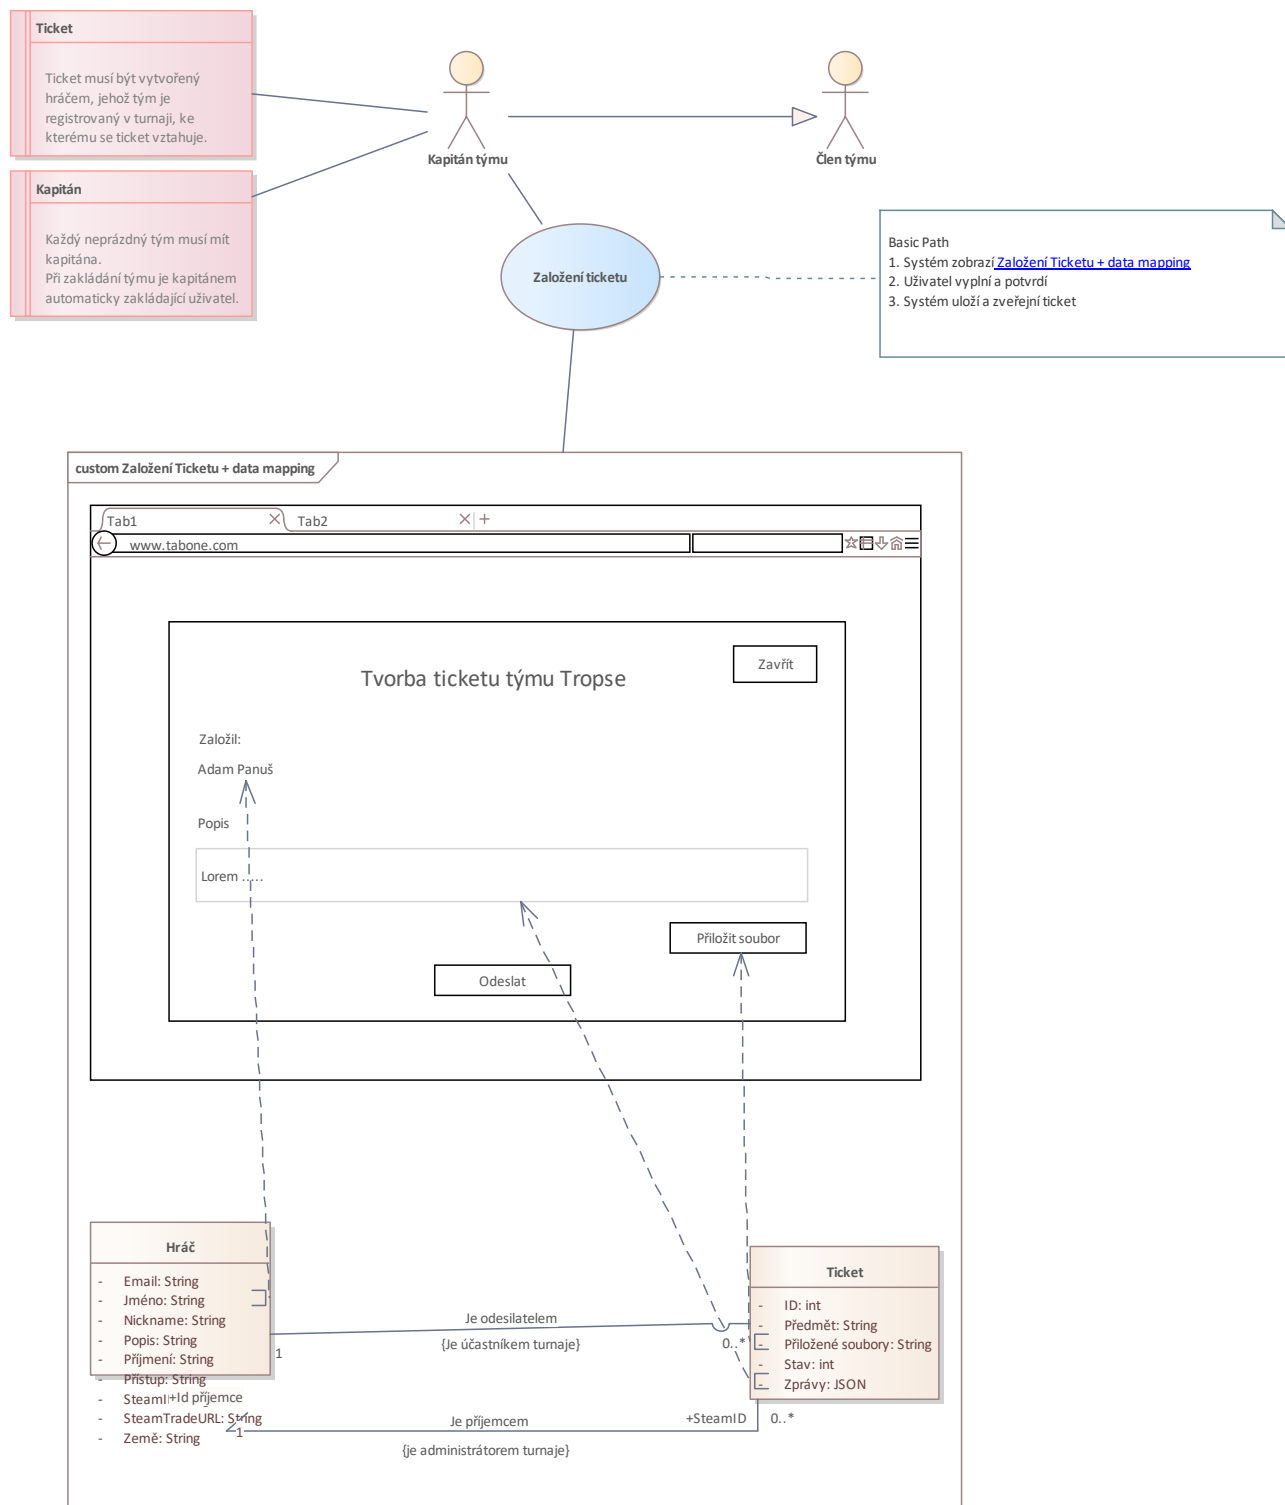 Ticket
Ticket musí být vytvořený
hráčem, jehož tým je
registrovaný v turnaji, ke
kterému se ticket vztahuje.
Kapitán
Každý neprázdný tým musí mít
kapitána.
Při zakládání týmu je kapitánem
automaticky zakládající uživatel.
Kapitán týmu
Člen týmu
Založení ticketu
Basic Path
1. Systém zobrazí Založení Ticketu + data mapping
2. Uživatel vyplní a potvrdí
3. Systém uloží a zveřejní ticket
custom Založení Ticketu + data mapping
Tab1
Tab2
www.tabone.com
Zavřít
Tvorba ticketu týmu Tropse
Založil:
Adam Panuš
Popis
Lorem .....
Přiložit soubor
Odeslat
Hráč
- Email: String
- Jméno: String
- Nickname: String
- Popis: String
- Příjmení: String
- Přístup: String
- SteamI
- SteamTradeURL: String
- Země: String
Ticket
- ID: int
- Předmět: String
- Přiložené soubory: String
- Stav: int
- Zprávy: JSON
Je odesilatelem
{Je účastníkem turnaje}
1
0..*
+Id příjemce
1
Je příjemcem
{je administrátorem turnaje}
+SteamID
0..*